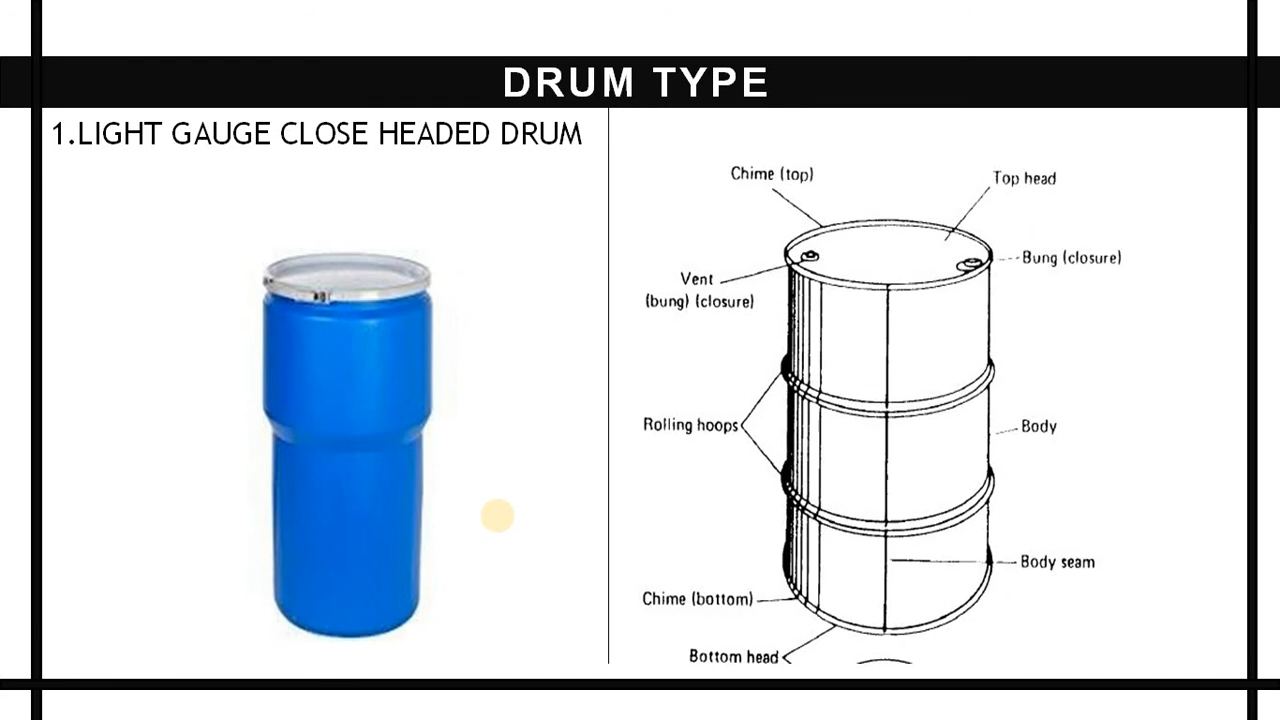 DRUM TYPE
1.LIGHT GAUGE CLOSE HEADED DRUM
Chime (top)
Top head
Vent
(bung) (closure)
Bung (closure)
Rolling hoops
Body
Body seam
Chime (bottom)
Bottom head